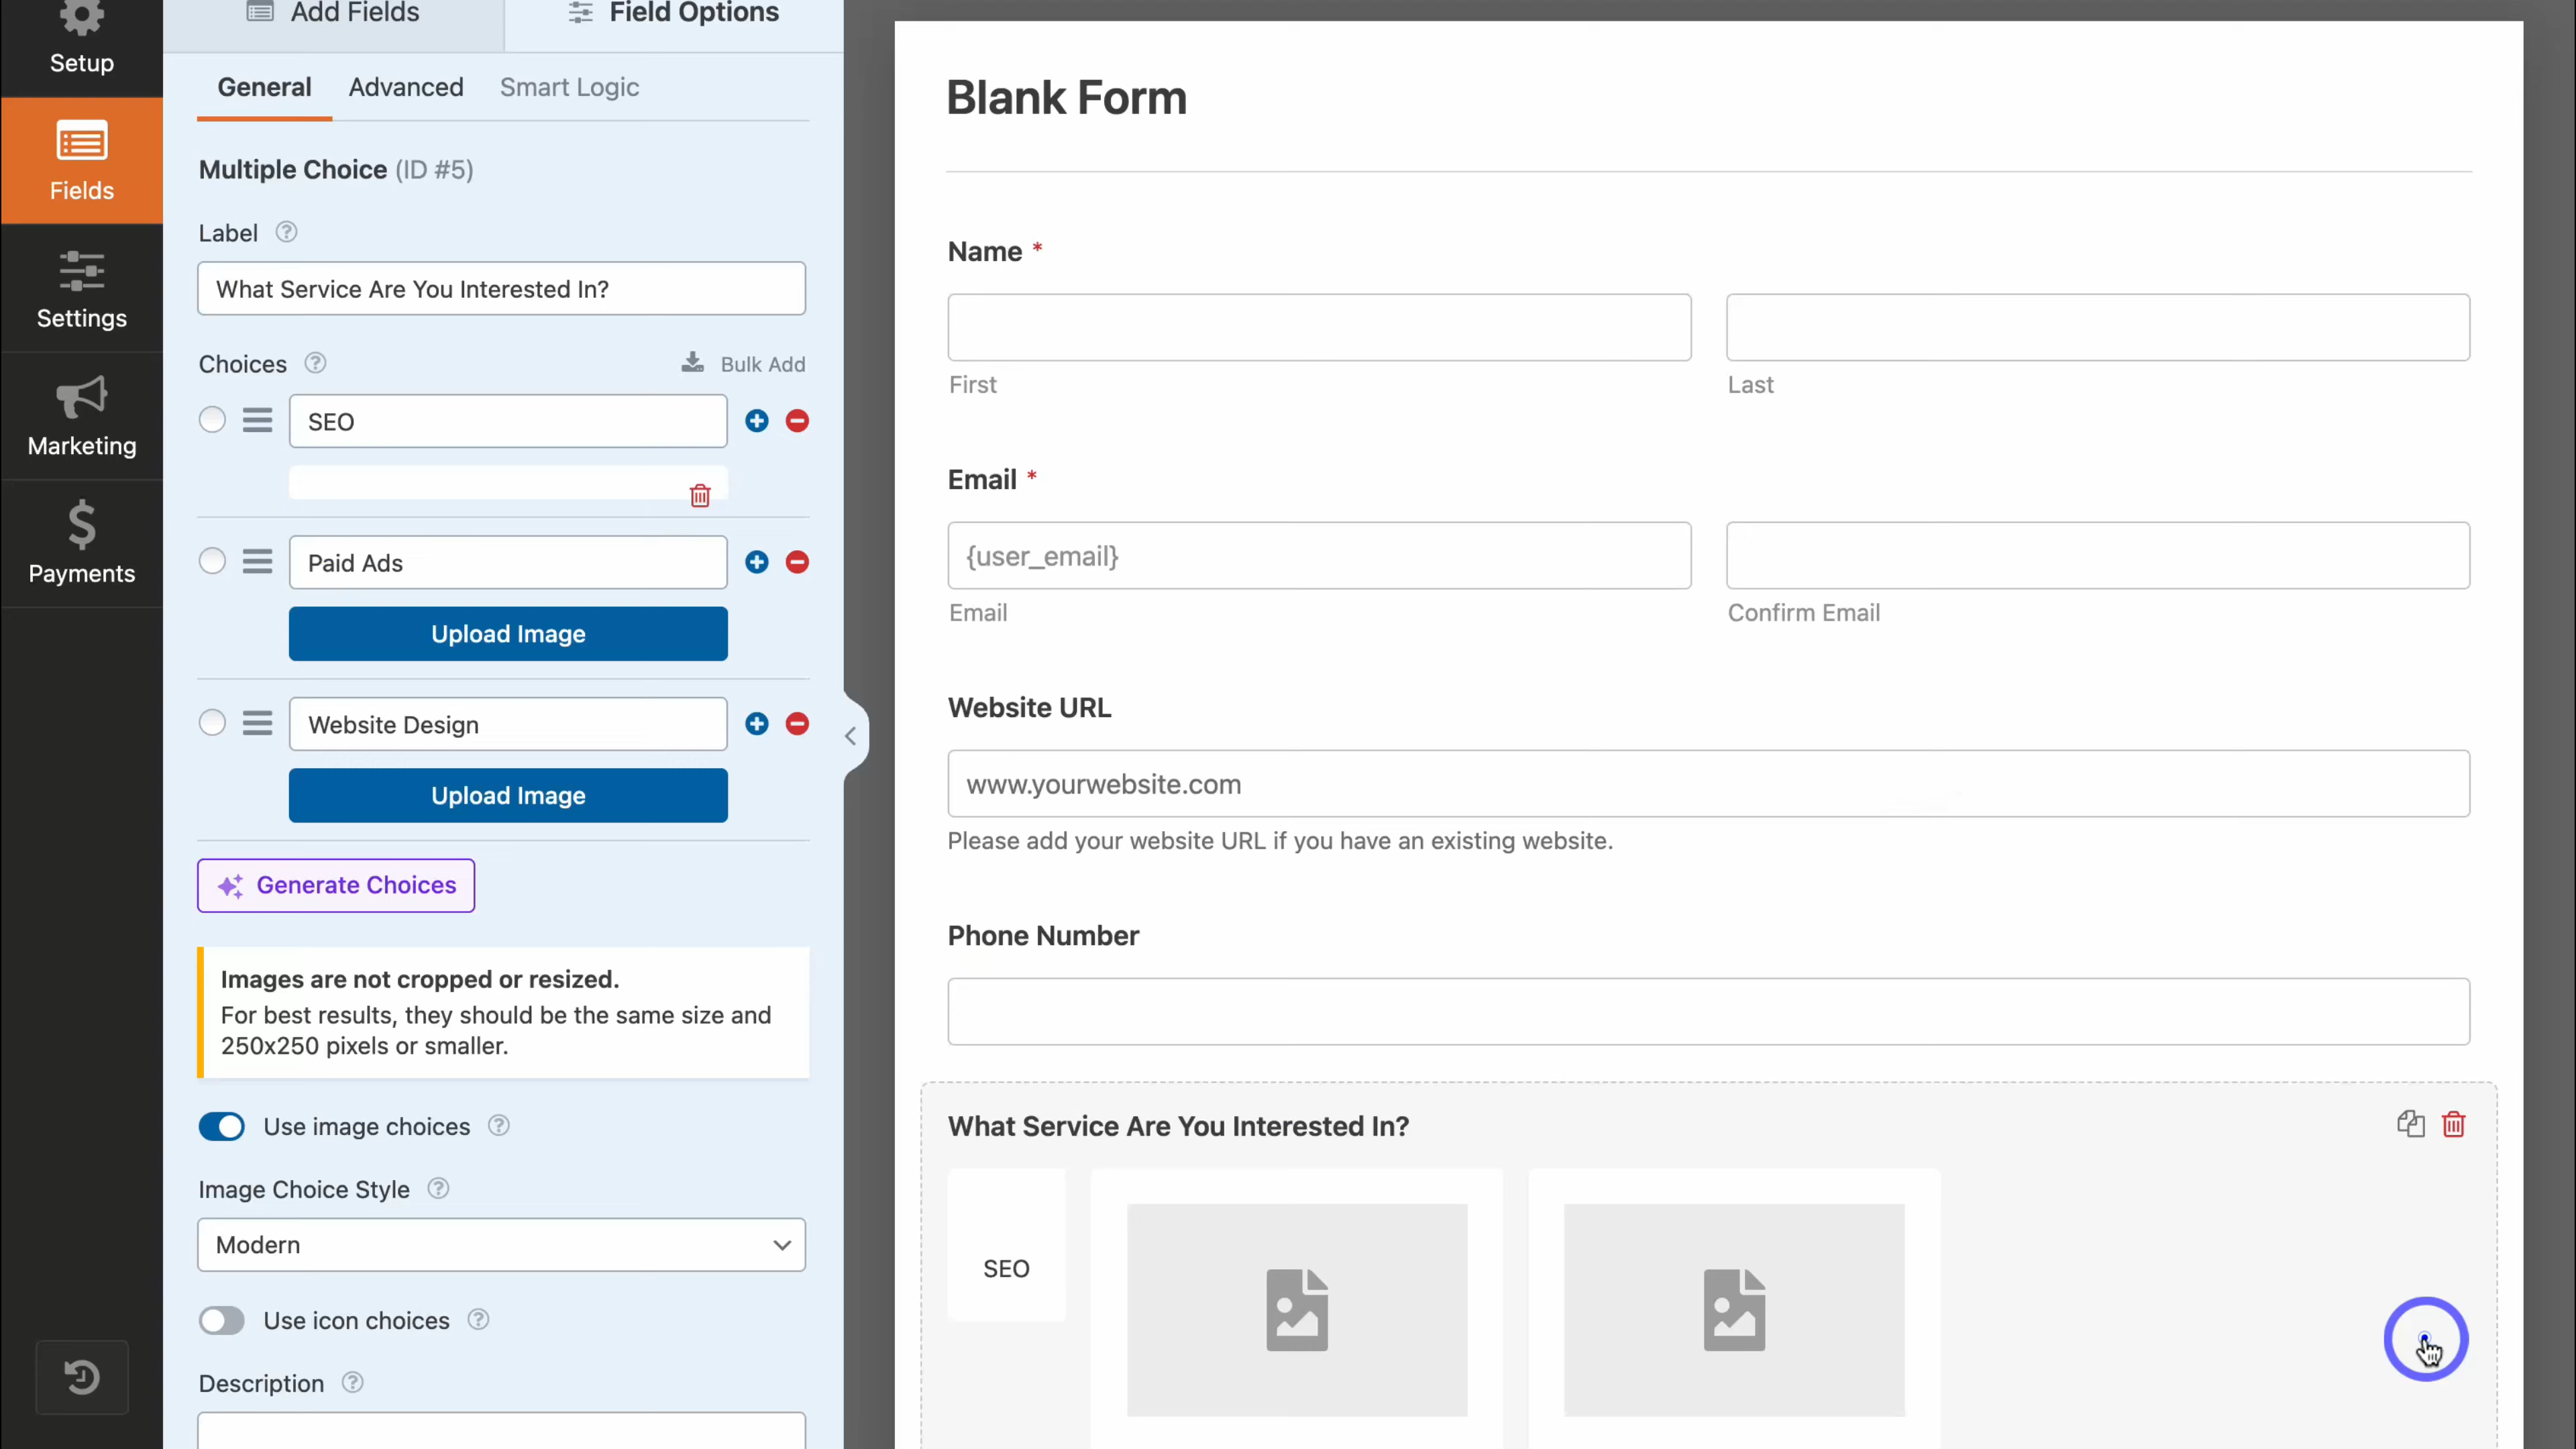 Setup
Fields
Settings
Marketing
Payments
Add Fields
Field Options
General
Advanced
Smart Logic
Multiple Choice (ID #5)
Label
What Service Are You Interested In?
Choices
Bulk Add
SEO
Paid Ads
Upload Image
Website Design
Upload Image
Generate Choices
Images are not cropped or resized.
For best results, they should be the same size and
250x250 pixels or smaller.
Use image choices
Image Choice Style
Modern
Use icon choices
Description
Blank Form
Name *
First
Last
Email *
{user_email}
Email
Confirm Email
Website URL
www.yourwebsite.com
Please add your website URL if you have an existing website.
Phone Number
What Service Are You Interested In?
SEO